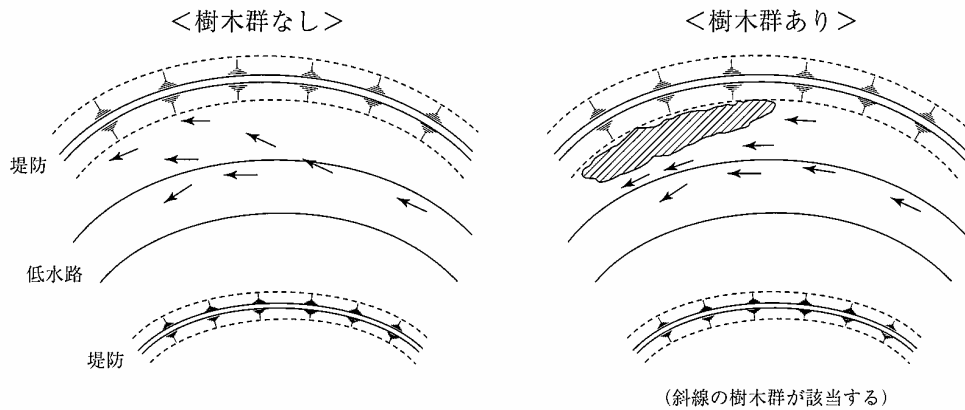 ＜樹木群なし＞
堤防
低水路
堤防
＜樹木群あり＞
(斜線の樹木群が該当する)